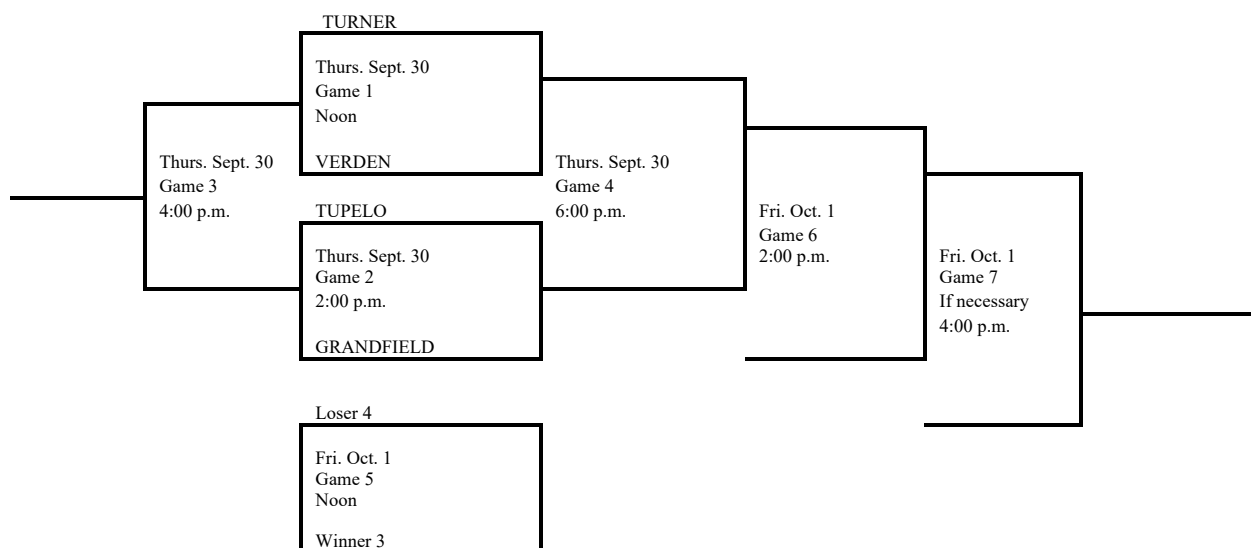 TURNER
Thurs. Sept. 30
Game 1
Noon
VERDEN
Thurs. Sept. 30
Game 3
4:00 p.m.
Thurs. Sept. 30
Game 4
6:00 p.m.
TUPELO
Thurs. Sept. 30
Game 2
2:00 p.m.
GRANDFIELD
Fri. Oct. 1
Game 6
2:00 p.m.
Fri. Oct. 1
Game 7
If necessary
4:00 p.m.
Loser 4
Fri. Oct. 1
Game 5
Noon
Winner 3